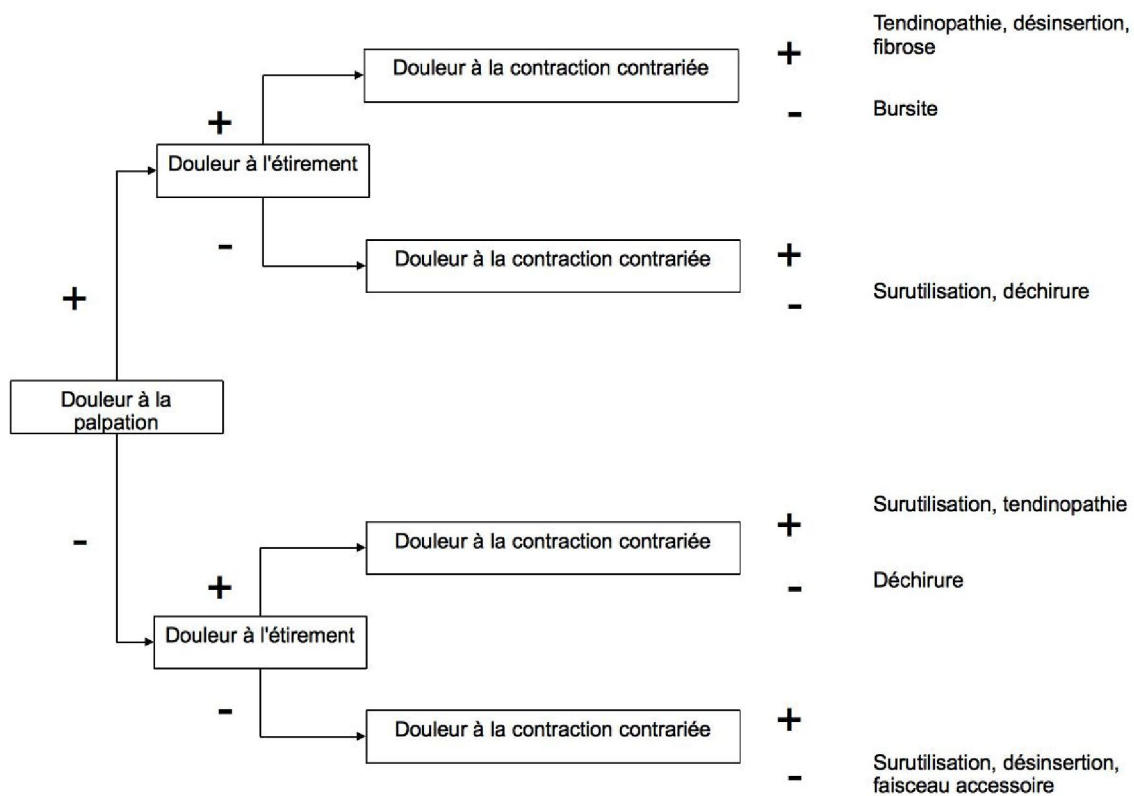 Tendinopathie, désinsertion,
fibrose
Douleur à la contraction contrariée
+
-
Bursite
+
Douleur à l'étirement
-
Douleur à la contraction contrariée
+
-
Surutilisation, déchirure
+
Douleur à la
palpation
-
Surutilisation, tendinopathie
Douleur à la contraction contrariée
+
-
Déchirure
+
Douleur à l'étirement
-
Douleur à la contraction contrariée
+
-
Surutilisation, désinsertion,
faisceau accessoire